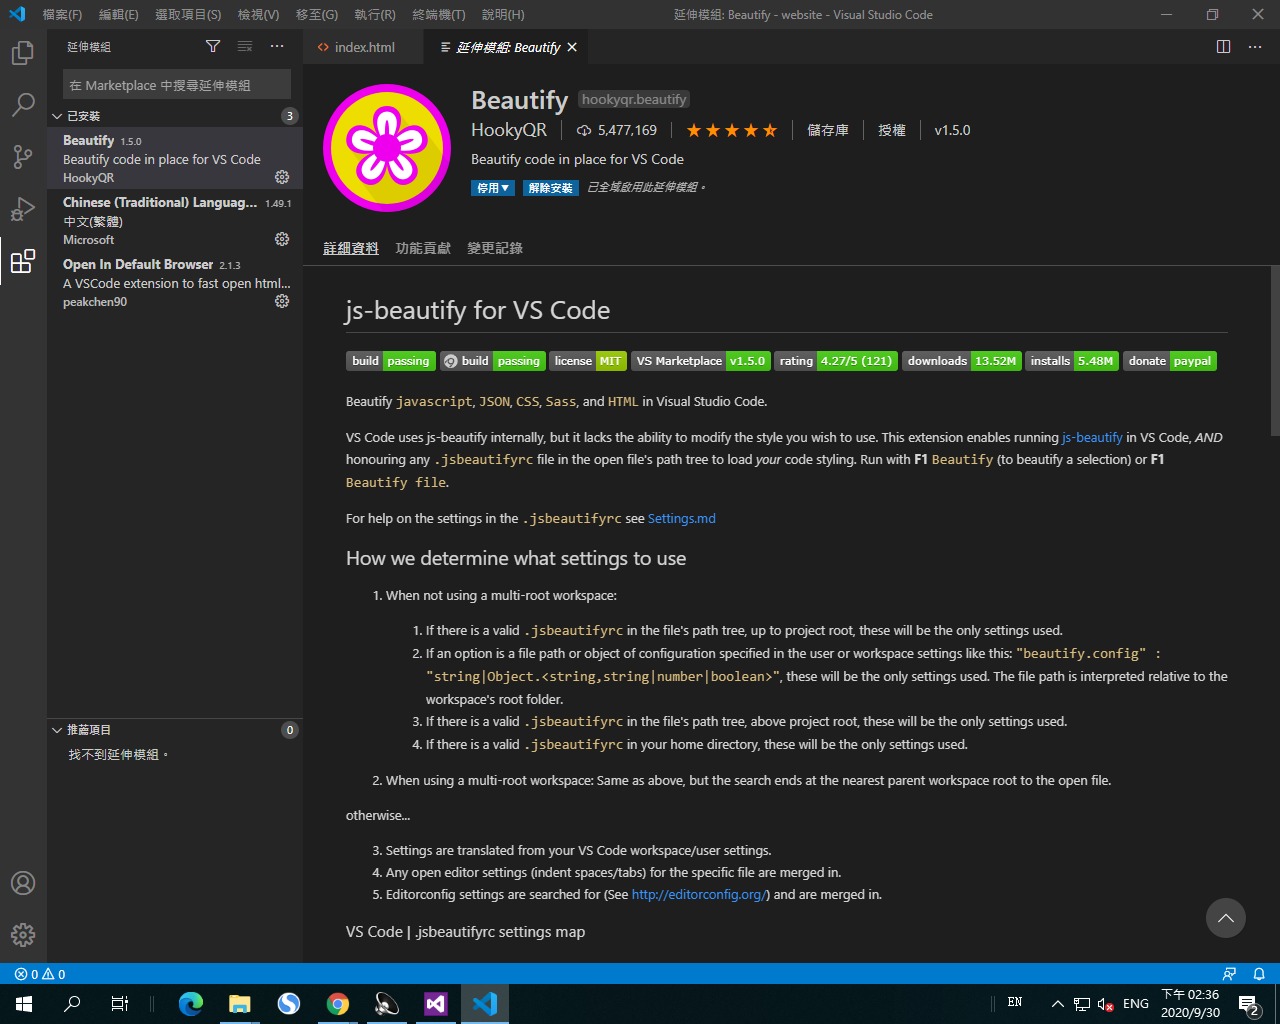 檔案(F) 編輯(E) 選取項目(S) 檢視(V) 移至(G) 執行(R) 終端機(T) 說明(H) 延伸模組: Beautify - website - Visual Studio Code
延伸模組
在 Marketplace 中搜尋延伸模組
已安裝 3
Beautify 1.5.0
Beautify code in place for VS Code
HookyQR
Chinese (Traditional) Languag... 1.49.1
中文(繁體)
Microsoft
Open In Default Browser 2.1.3
A VSCode extension to fast open html...
peakchen90
推薦項目 0
找不到延伸模組。
index.html 延伸模組: Beautify
Beautify hookyqr.beautify
HookyQR 5,477,169 儲存庫 授權 v1.5.0
Beautify code in place for VS Code
停用 解除安裝 已全域啟用此延伸模組。
詳細資料 功能貢獻 變更記錄
js-beautify for VS Code
build passing build passing license MIT VS Marketplace v1.5.0 rating 4.27/5 (121) downloads 13.52M installs 5.48M donate paypal
Beautify javascript, JSON, CSS, Sass, and HTML in Visual Studio Code.
VS Code uses js-beautify internally, but it lacks the ability to modify the style you wish to use. This extension enables running js-beautify in VS Code, AND
honouring any .jsbeautifyrc file in the open file's path tree to load your code styling. Run with F1 Beautify (to beautify a selection) or F1
Beautify file.
For help on the settings in the .jsbeautifyrc see Settings.md
How we determine what settings to use
1. When not using a multi-root workspace:
1. If there is a valid .jsbeautifyrc in the file's path tree, up to project root, these will be the only settings used.
2. If an option is a file path or object of configuration specified in the user or workspace settings like this: "beautify.config" :
"string|Object.<string,string|number|boolean>", these will be the only settings used. The file path is interpreted relative to the
workspace's root folder.
3. If there is a valid .jsbeautifyrc in the file's path tree, above project root, these will be the only settings used.
4. If there is a valid .jsbeautifyrc in your home directory, these will be the only settings used.
2. When using a multi-root workspace: Same as above, but the search ends at the nearest parent workspace root to the open file.
otherwise...
3. Settings are translated from your VS Code workspace/user settings.
4. Any open editor settings (indent spaces/tabs) for the specific file are merged in.
5. Editorconfig settings are searched for (See http://editorconfig.org/) and are merged in.
VS Code | .jsbeautifyrc settings map
0 0
EN ENG 下午 02:36
2020/9/30 2